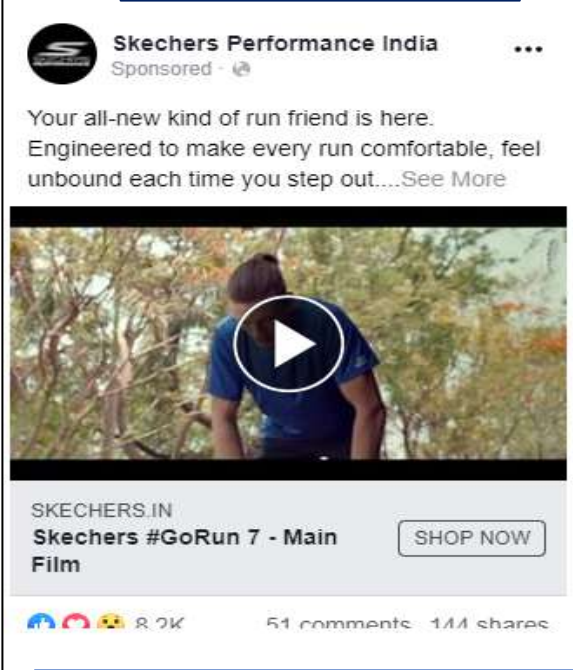 Skechers Performance India
Sponsored ·
Your all-new kind of run friend is here.
Engineered to make every run comfortable, feel
unbound each time you step out....See More
SKECHERS.IN
Skechers #GoRun 7 - Main
Film
SHOP NOW
8.2K 51 comments 144 shares